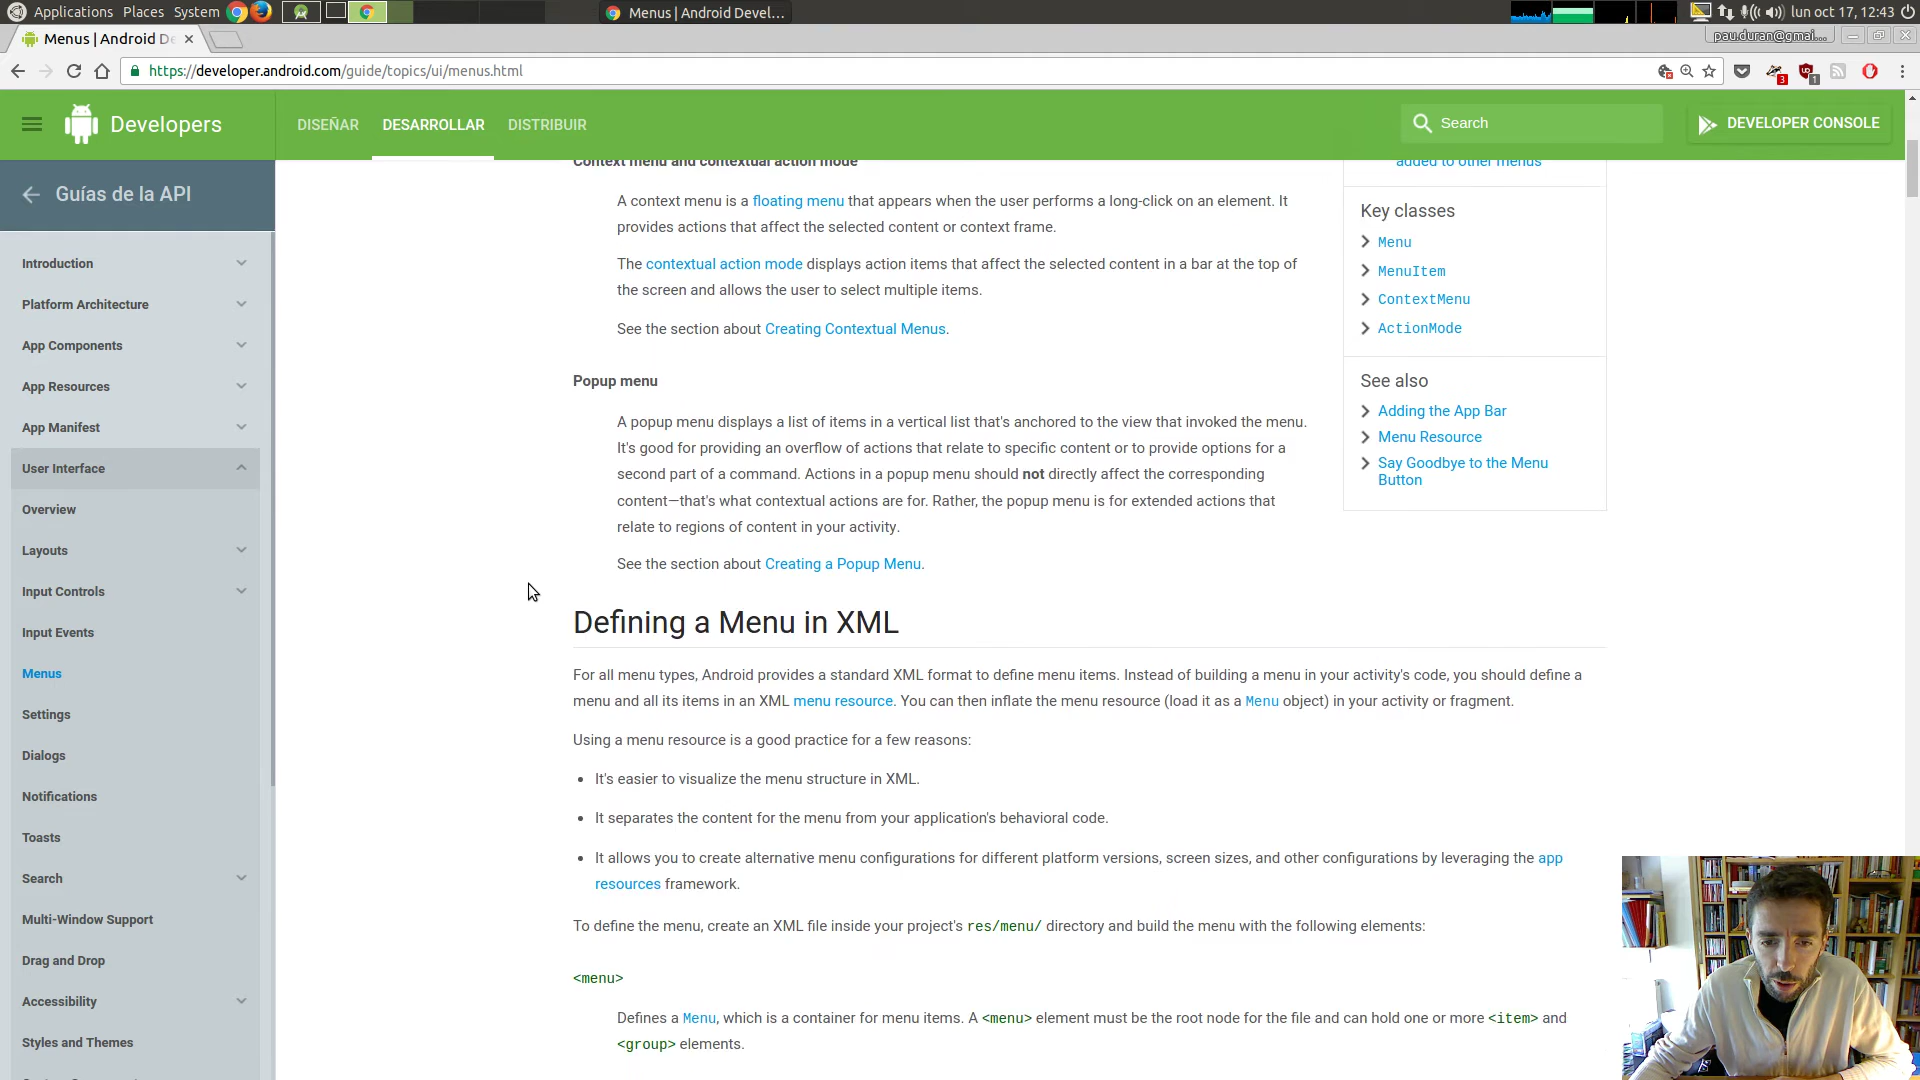 Applications Places System Menus | Android Devel... lun oct 17, 12:43
Menus | Android De pau.duran@gmai...
https://developer.android.com/guide/topics/ui/menus.html 3 1
Developers DISEÑAR DESARROLLAR DISTRIBUIR Search DEVELOPER CONSOLE
Guías de la API
Introduction
Platform Architecture
App Components
App Resources
App Manifest
User Interface
Overview
Layouts
Input Controls
Input Events
Menus
Settings
Dialogs
Notifications
Toasts
Search
Multi-Window Support
Drag and Drop
Accessibility
Styles and Themes
Context menu and contextual action mode
A context menu is a floating menu that appears when the user performs a long-click on an element. It
provides actions that affect the selected content or context frame.
The contextual action mode displays action items that affect the selected content in a bar at the top of
the screen and allows the user to select multiple items.
See the section about Creating Contextual Menus.
Popup menu
A popup menu displays a list of items in a vertical list that's anchored to the view that invoked the menu.
It's good for providing an overflow of actions that relate to specific content or to provide options for a
second part of a command. Actions in a popup menu should not directly affect the corresponding
content—that's what contextual actions are for. Rather, the popup menu is for extended actions that
relate to regions of content in your activity.
See the section about Creating a Popup Menu.
added to other menus
Key classes
Menu
MenuItem
ContextMenu
ActionMode
See also
Adding the App Bar
Menu Resource
Say Goodbye to the Menu
Button
Defining a Menu in XML
For all menu types, Android provides a standard XML format to define menu items. Instead of building a menu in your activity's code, you should define a
menu and all its items in an XML menu resource. You can then inflate the menu resource (load it as a Menu object) in your activity or fragment.
Using a menu resource is a good practice for a few reasons:
• It's easier to visualize the menu structure in XML.
• It separates the content for the menu from your application's behavioral code.
• It allows you to create alternative menu configurations for different platform versions, screen sizes, and other configurations by leveraging the app
resources framework.
To define the menu, create an XML file inside your project's res/menu/ directory and build the menu with the following elements:
<menu>
Defines a Menu, which is a container for menu items. A <menu> element must be the root node for the file and can hold one or more <item> and
<group> elements.